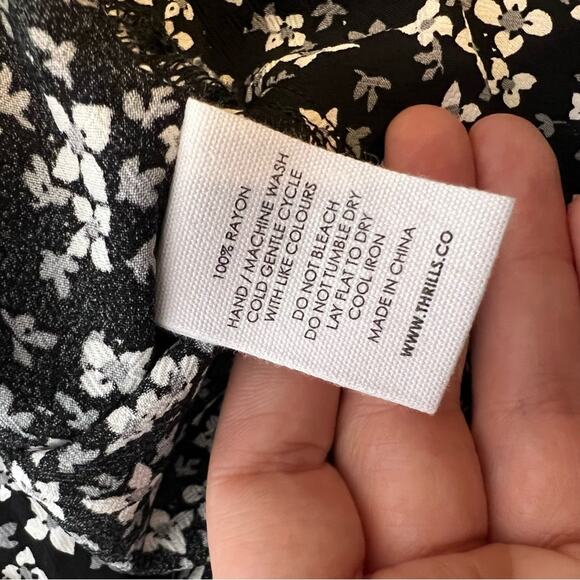 100% RAYON
HAND / MACHINE WASH
COLD GENTLE CYCLE
WITH LIKE COLOURS
DO NOT BLEACH
DO NOT TUMBLE DRY
LAY FLAT TO DRY
COOL IRON
MADE IN CHINA
WWW.THRILLS.CO